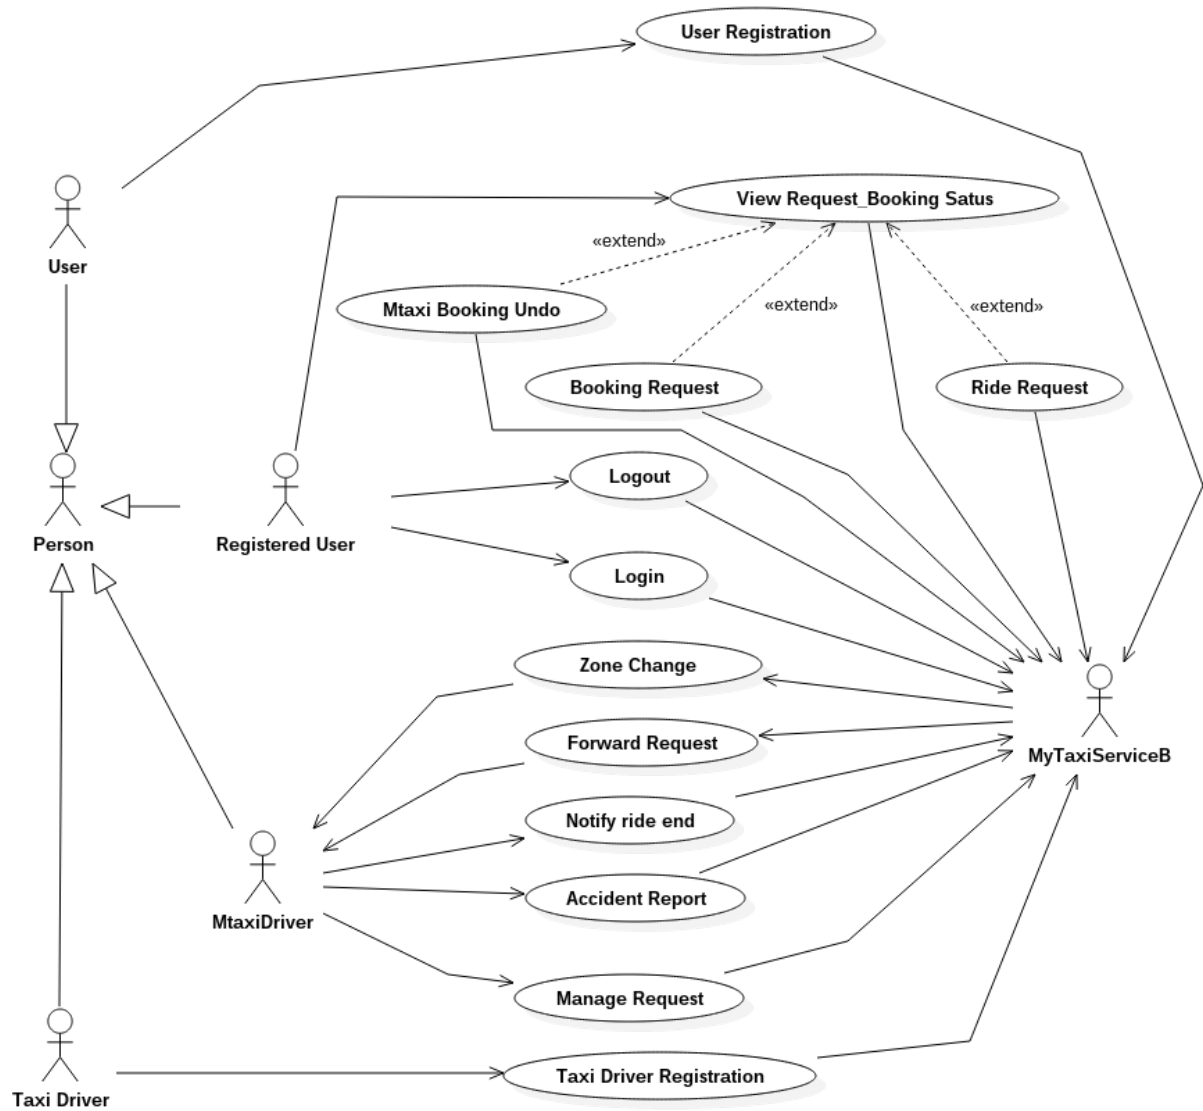 User Registration
View Request_Booking Satus
«extend»
User
Mtaxi Booking Undo
«extend»
«extend»
Booking Request
Ride Request
Logout
Person
Registered User
Login
Zone Change
Forward Request
MyTaxiServiceB
Notify ride end
Accident Report
MtaxiDriver
Manage Request
Taxi Driver Registration
Taxi Driver